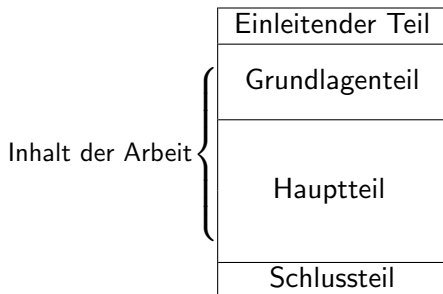 Einleitender Teil
Grundlagenteil
Inhalt der Arbeit
Hauptteil
Schlussteil